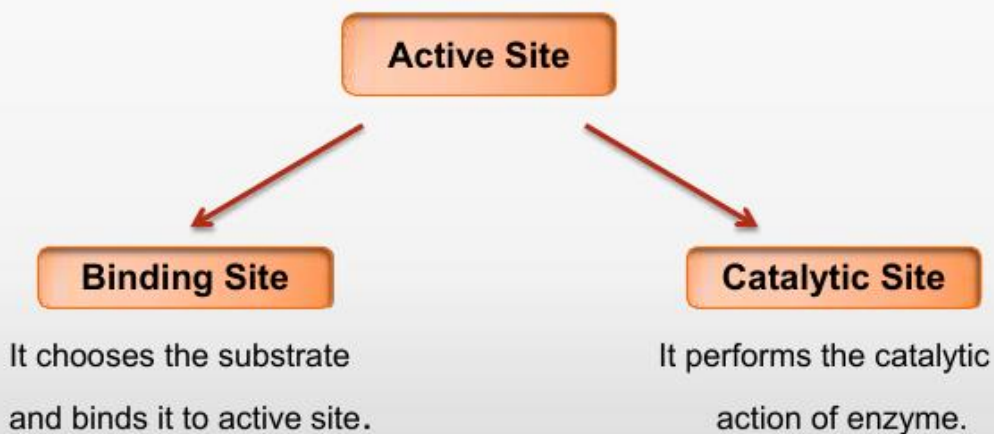 Active Site
Binding Site
Catalytic Site
It chooses the substrate
and binds it to active site.
It performs the catalytic
action of enzyme.